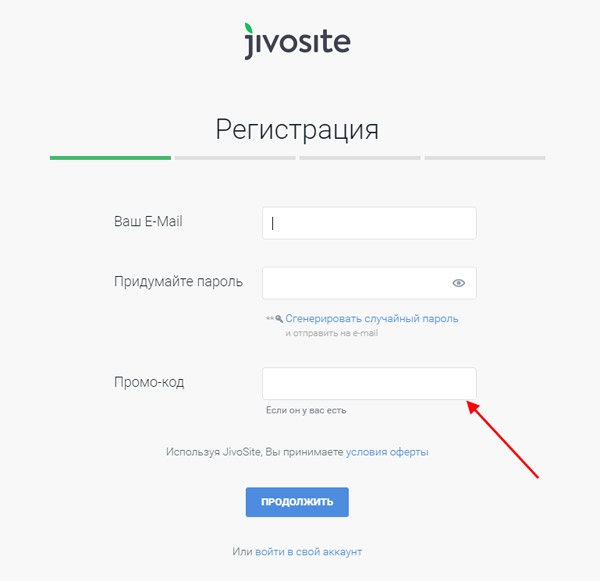 jivosite
Регистрация
Ваш E-Mail
Придумайте пароль
Сгенерировать случайный пароль
и отправить на e-mail
Промо-код
Если он у вас есть
Используя JivoSite, Вы принимаете условия оферты
ПРОДОЛЖИТЬ
Или войти в свой аккаунт